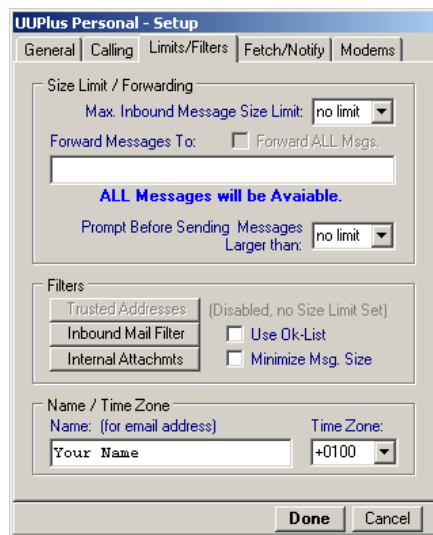 UUPlus Personal - Setup
General Calling Limits/Filters Fetch/Notify Modems
Size Limit / Forwarding
Max. Inbound Message Size Limit: no limit
Forward Messages To: Forward ALL Msgs.
ALL Messages will be Avaiable.
Prompt Before Sending Messages
Larger than: no limit
Filters
Trusted Addresses (Disabled, no Size Limit Set)
Inbound Mail Filter Use Ok-List
Internal Attachmts Minimize Msg. Size
Name / Time Zone
Name: (for email address) Time Zone:
Your Name +0100
Done Cancel